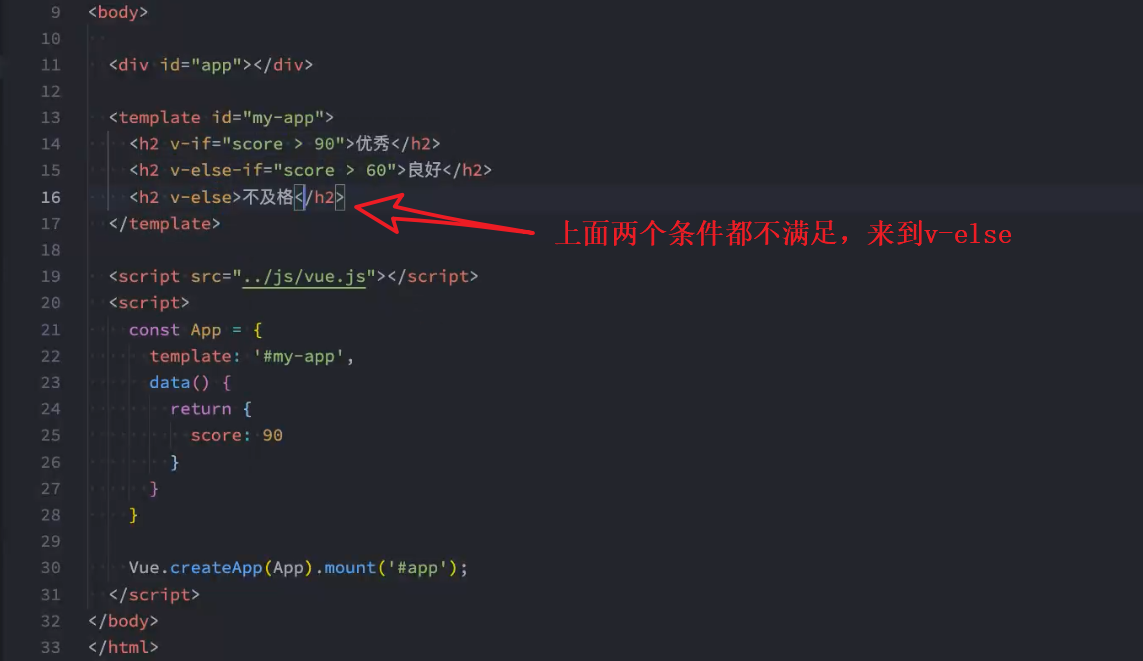 9 <body>
10
11 <div id="app"></div>
12
13 <template id="my-app">
14 <h2 v-if="score > 90">优秀</h2>
15 <h2 v-else-if="score > 60">良好</h2>
16 <h2 v-else>不及格</h2>
17 </template>
上面两个条件都不满足，来到v-else
18
19 <script src="../js/vue.js"></script>
20 <script>
21 const App = {
22 template: '#my-app',
23 data() {
24 return {
25 score: 90
26 }
27 }
28 }
29
30 Vue.createApp(App).mount('#app');
31 </script>
32 </body>
33 </html>